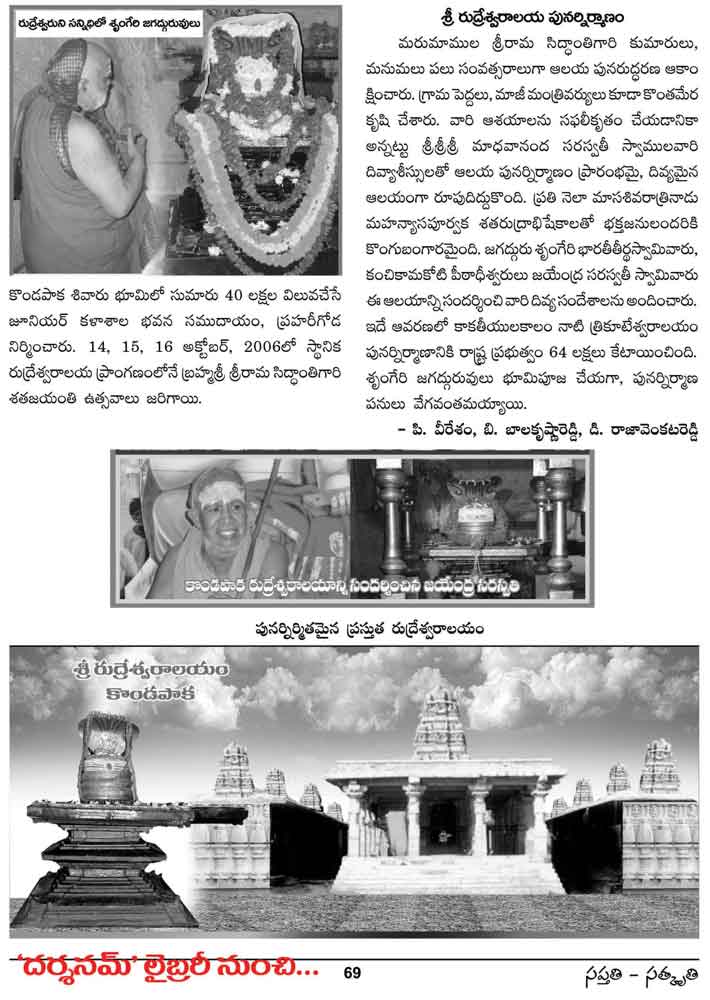 రుద్రేశ్వరుని సన్నిధిలో శృంగేరి జగద్గురువులు
కొండపాక శివారు భూమిలో సుమారు 40 లక్షల విలువచేసే
జూనియర్ కళాశాల భవన సముదాయం, ప్రహరీగోడ
నిర్మించారు. 14, 15, 16 అక్టోబర్, 2006లో స్థానిక
రుద్రేశ్వరాలయ ప్రాంగణంలోనే బ్రహ్మశ్రీ శ్రీరామ సిద్ధాంతిగారి
శతజయంతి ఉత్సవాలు జరిగాయి.
శ్రీ రుద్రేశ్వరాలయ పునర్నిర్మాణం
మరుమాముల శ్రీరామ సిద్ధాంతిగారి కుమారులు,
మనుమలు పలు సంవత్సరాలుగా ఆలయ పునరుద్ధరణ ఆకాం
క్షించారు. గ్రామ పెద్దలు, మాజీ మంత్రివర్యులు కూడా కొంతమేర
కృషి చేశారు. వారి ఆశయాలను సఫలీకృతం చేయడానికా
అన్నట్టు శ్రీశ్రీశ్రీ మాధవానంద సరస్వతీ స్వాములవారి
దివ్యాశీస్సులతో ఆలయ పునర్నిర్మాణం ప్రారంభమై, దివ్యమైన
ఆలయంగా రూపుదిద్దుకొంది. ప్రతి నెలా మాసశివరాత్రినాడు
మహన్యాసపూర్వక శతరుద్రాభిషేకాలతో భక్తజనులందరికి
కొంగుబంగారమైంది. జగద్గురు శృంగేరి భారతీతీర్థస్వామివారు,
కంచికామకోటి పీఠాధీశ్వరులు జయేంద్ర సరస్వతీ స్వామివారు
ఈ ఆలయాన్ని సందర్శించి వారి దివ్య సందేశాలను అందించారు.
ఇదే ఆవరణలో కాకతీయులకాలం నాటి త్రికూటేశ్వరాలయం
పునర్నిర్మాణానికి రాష్ట్ర ప్రభుత్వం 64 లక్షలు కేటాయించింది.
శృంగేరి జగద్గురువులు భూమిపూజ చేయగా, పునర్నిర్మాణ
పనులు వేగవంతమయ్యాయి.
– పి. వీరేశం, బి. బాలకృష్ణారెడ్డి, డి. రాజావెంకటరెడ్డి
కొండపాక రుద్రేశ్వరాలయాన్ని సందర్శించిన జయేంద్ర సరస్వతి
పునర్నిర్మితమైన ప్రస్తుత రుద్రేశ్వరాలయం
శ్రీ రుద్రేశ్వరాలయం
కొండపాక
‘దర్శనమ్’ లైబ్రరీ నుంచి...
69
సప్తతి – సత్కృతి